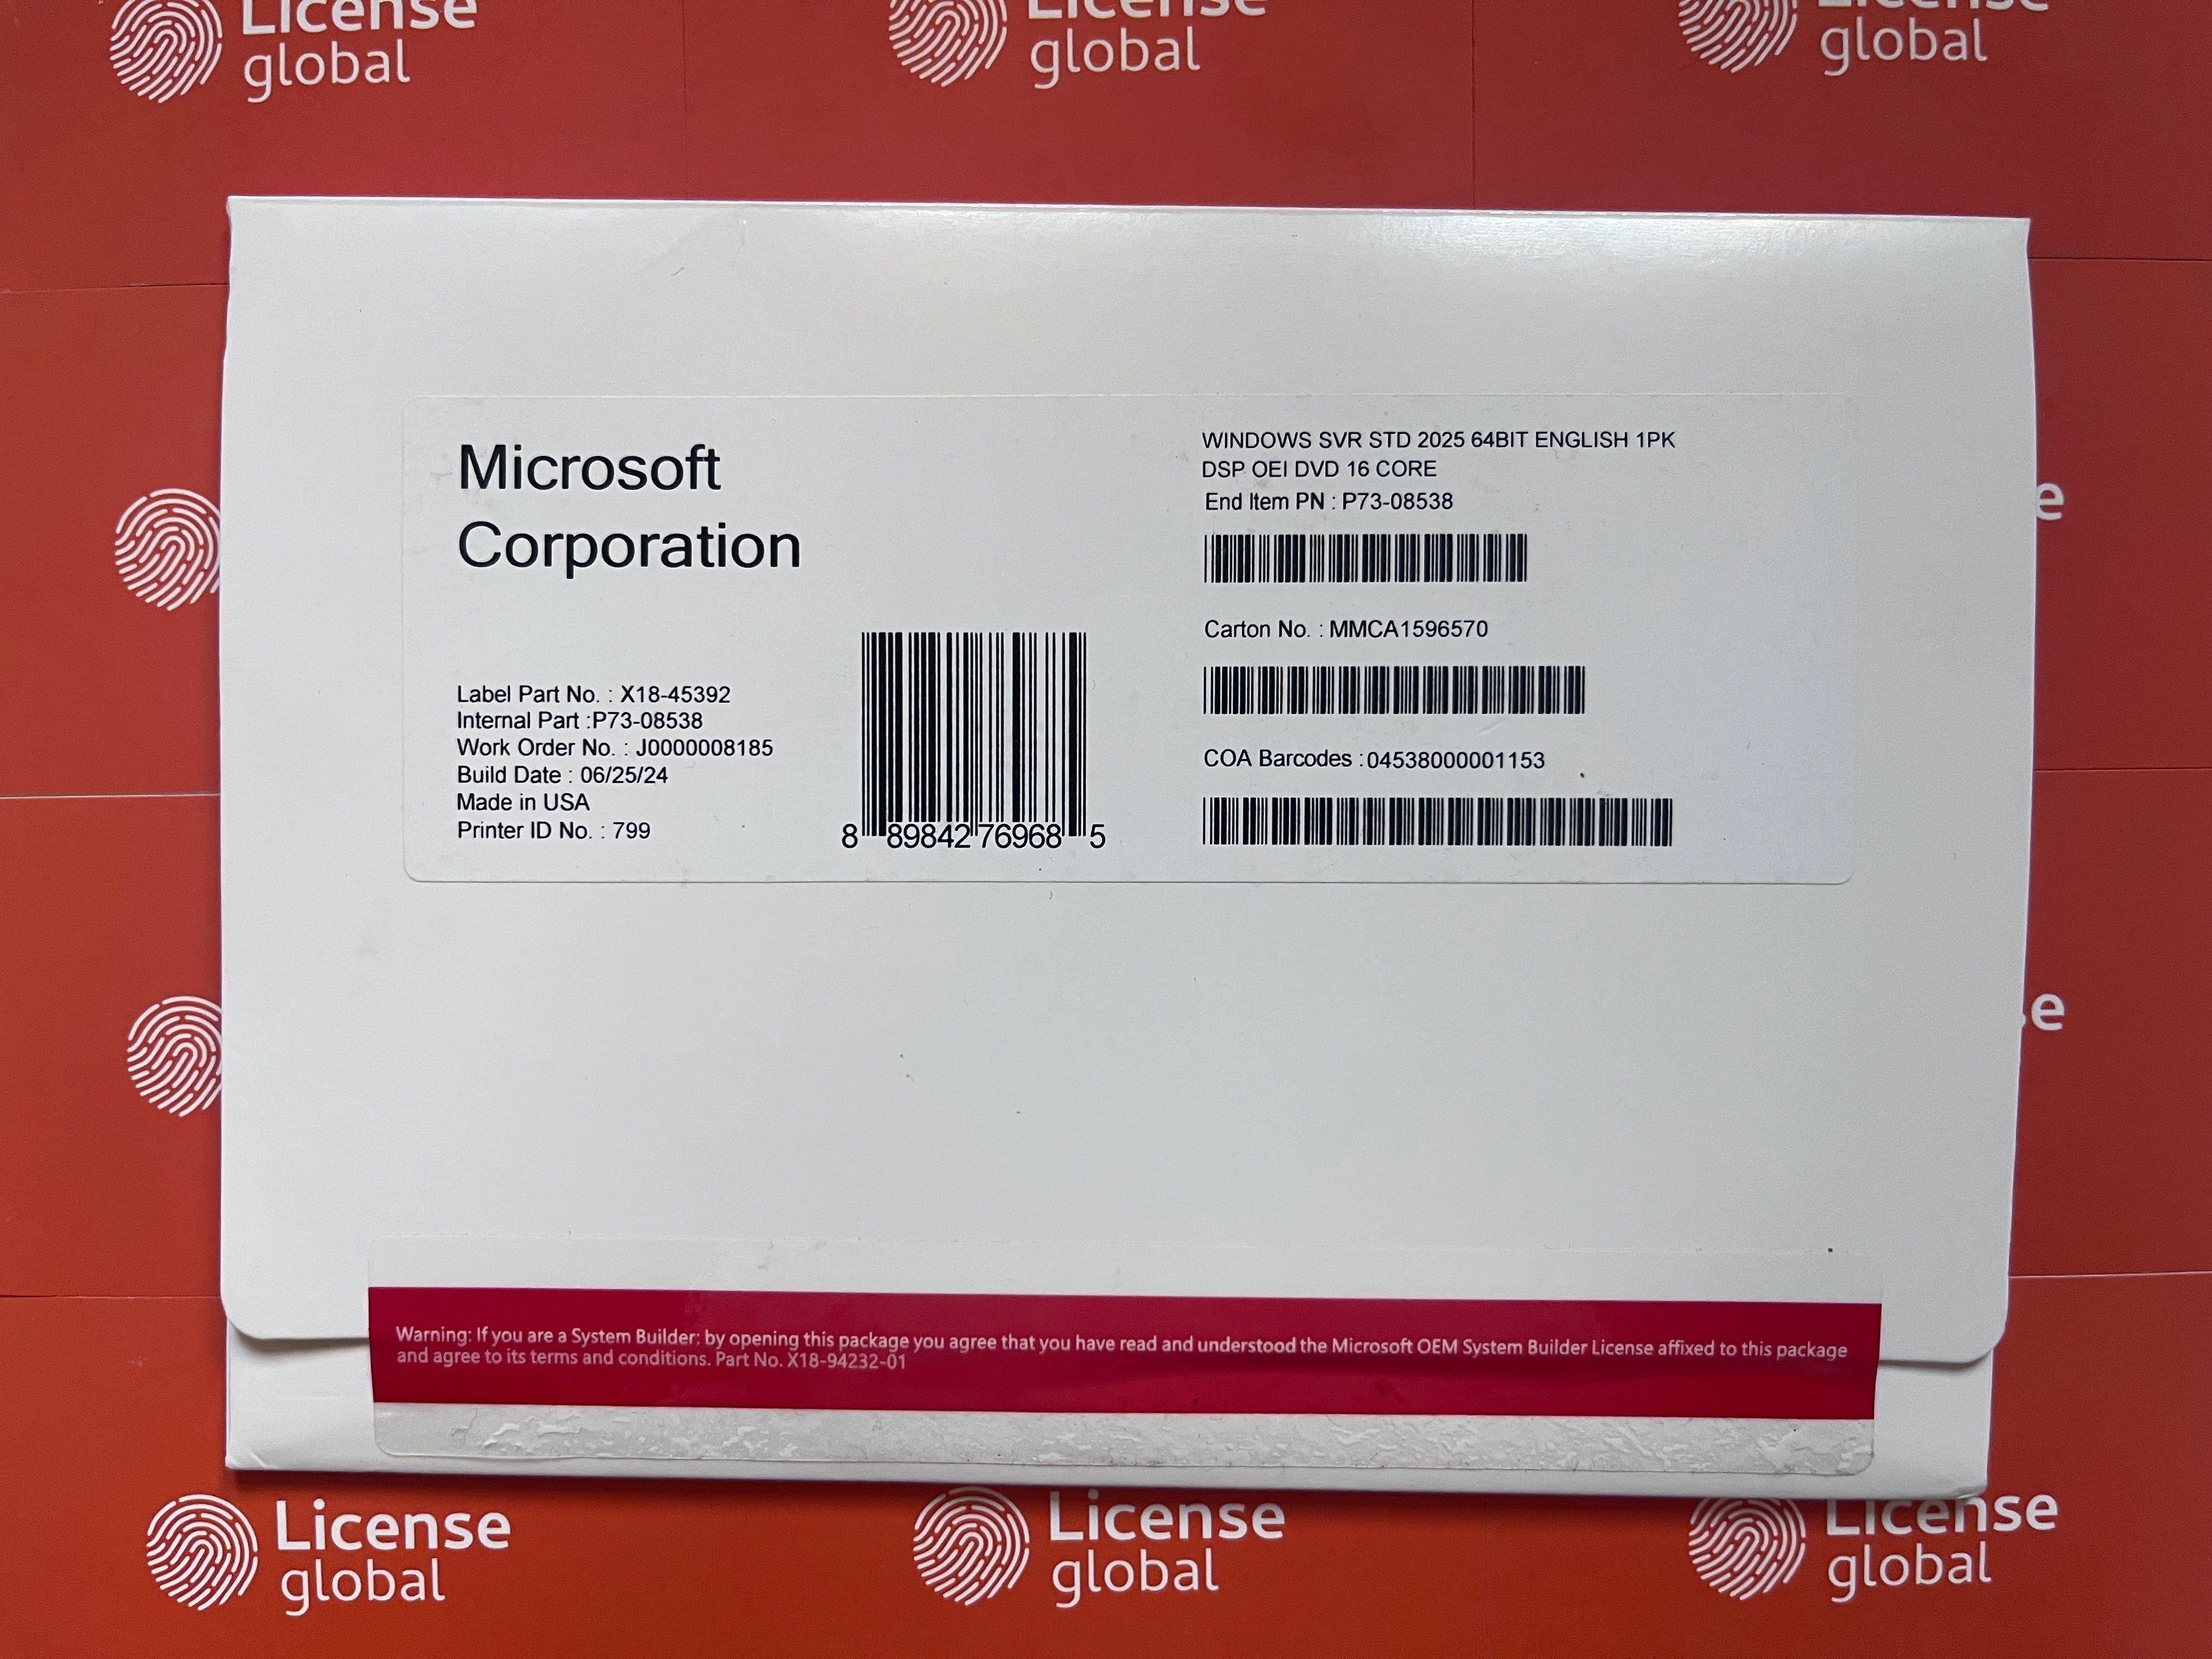 License
global
License
global
License
global
Microsoft
Corporation
Label Part No. : X18-45392
Internal Part :P73-08538
Work Order No. : J0000008185
Build Date : 06/25/24
Made in USA
Printer ID No. : 799
8 89842 76968 5
WINDOWS SVR STD 2025 64BIT ENGLISH 1PK
DSP OEI DVD 16 CORE
End Item PN : P73-08538
Carton No. : MMCA1596570
COA Barcodes : 04538000001153
e
e
Warning: If you are a System Builder: by opening this package you agree that you have read and understood the Microsoft OEM System Builder License affixed to this package
and agree to its terms and conditions. Part No. X18-94232-01
License
global
License
global
License
global